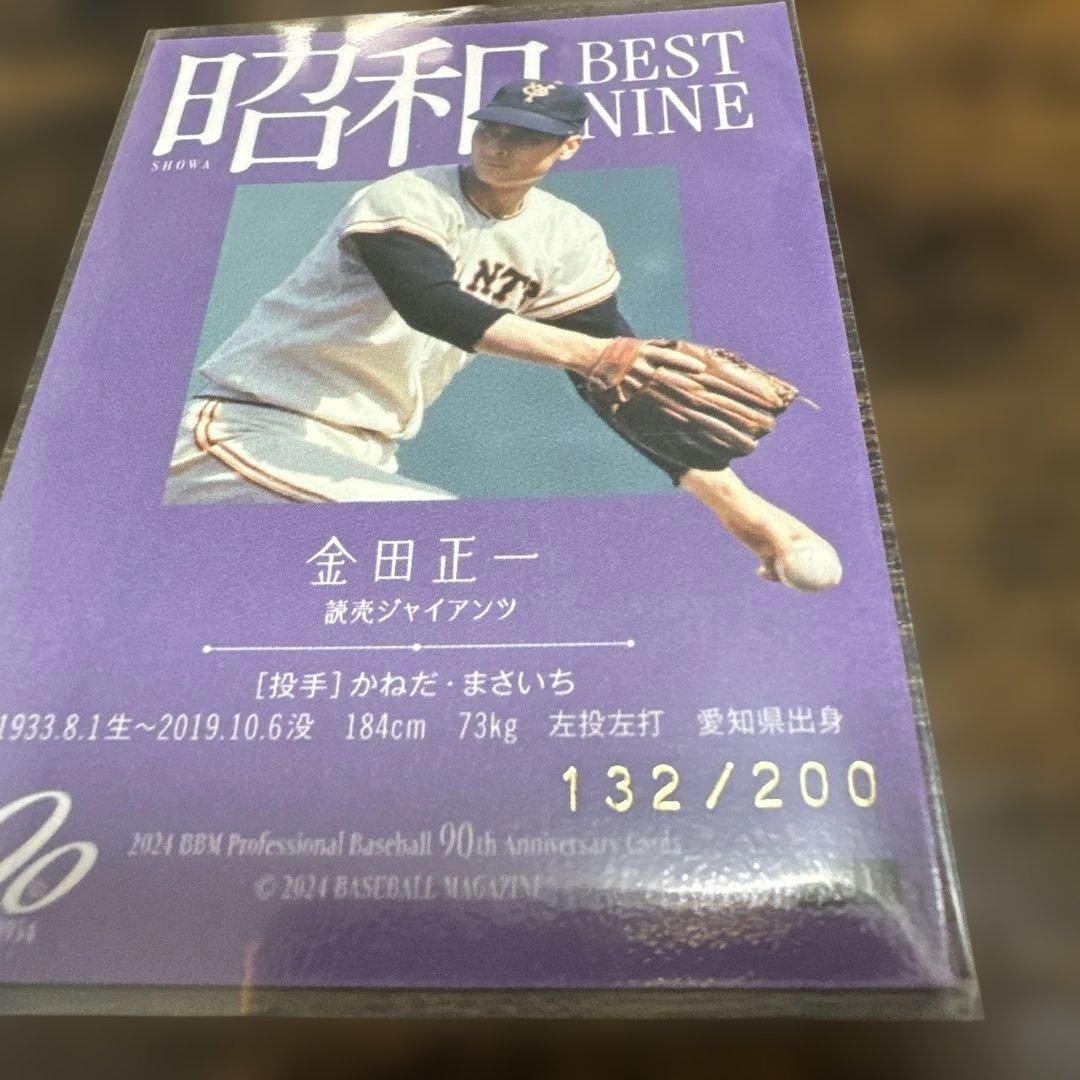 昭和 BEST NINE
SHOWA
金田正一
読売ジャイアンツ
[投手]かねだ・まさいち
1933.8.1生〜2019.10.6没 184cm 73kg 左投左打 愛知県出身
132/200
2024 BBM Professional Baseball 90th Anniversary Cards
© 2024 BASEBALL MAGAZINE